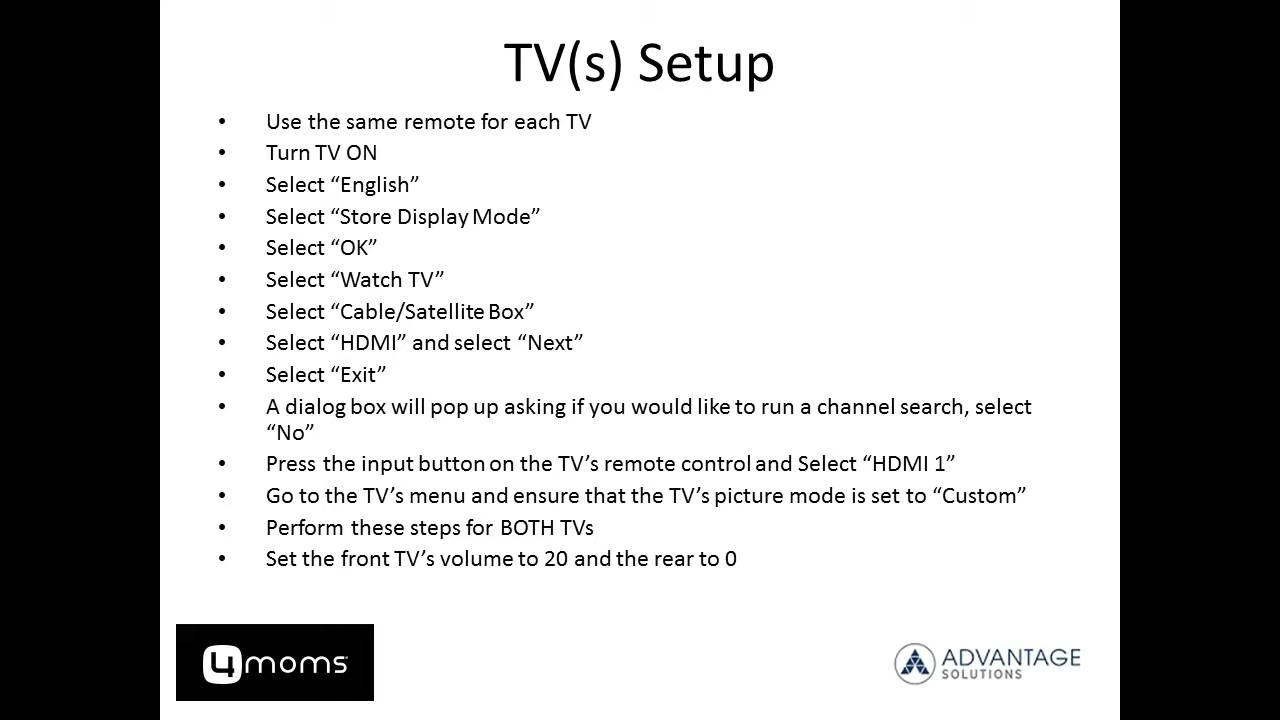 TV(s) Setup
• Use the same remote for each TV
• Turn TV ON
• Select “English”
• Select “Store Display Mode”
• Select “OK”
• Select “Watch TV”
• Select “Cable/Satellite Box”
• Select “HDMI” and select “Next”
• Select “Exit”
• A dialog box will pop up asking if you would like to run a channel search, select
“No”
• Press the input button on the TV’s remote control and Select “HDMI 1”
• Go to the TV’s menu and ensure that the TV’s picture mode is set to “Custom”
• Perform these steps for BOTH TVs
• Set the front TV’s volume to 20 and the rear to 0
4moms
ADVANTAGE
SOLUTIONS